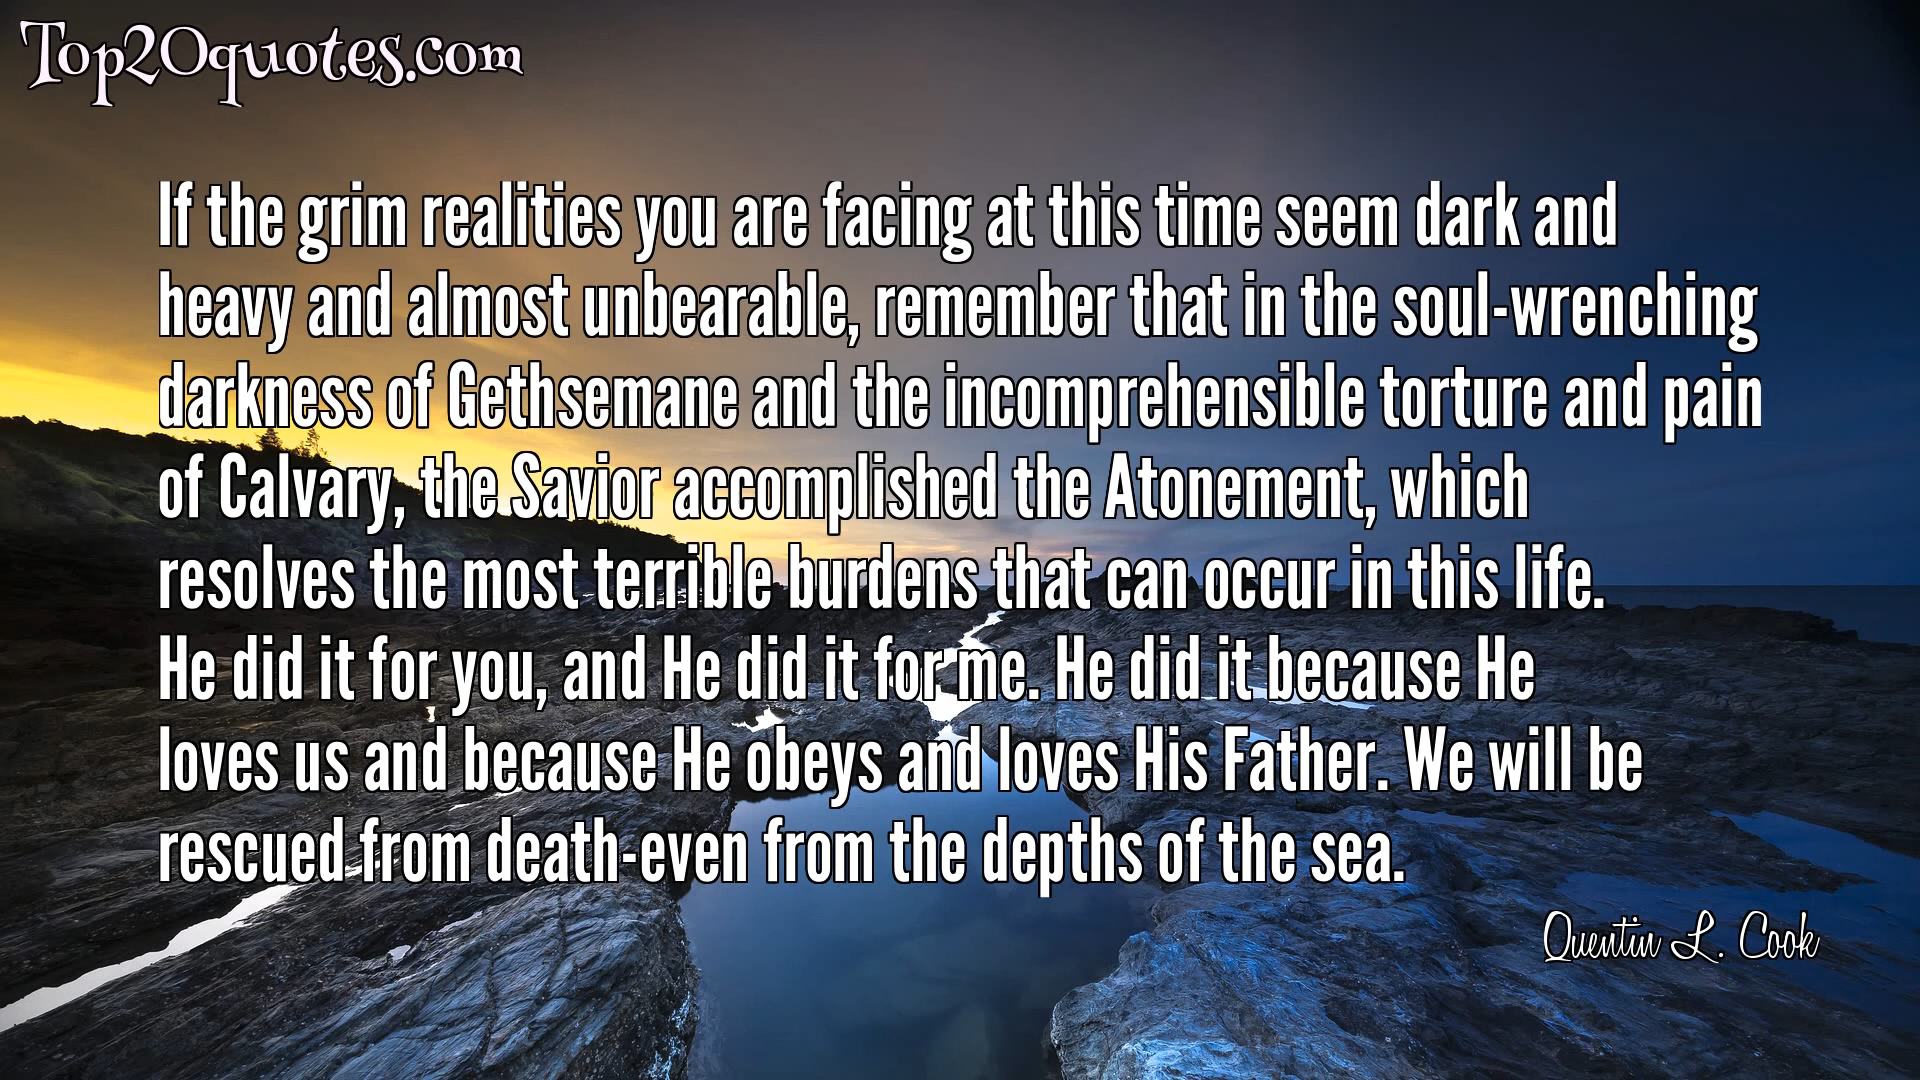 Top20quotes.com
If the grim realities you are facing at this time seem dark and
heavy and almost unbearable, remember that in the soul-wrenching
darkness of Gethsemane and the incomprehensible torture and pain
of Calvary, the Savior accomplished the Atonement, which
resolves the most terrible burdens that can occur in this life.
He did it for you, and He did it for me. He did it because He
loves us and because He obeys and loves His Father. We will be
rescued from death-even from the depths of the sea.
Quentin L. Cook